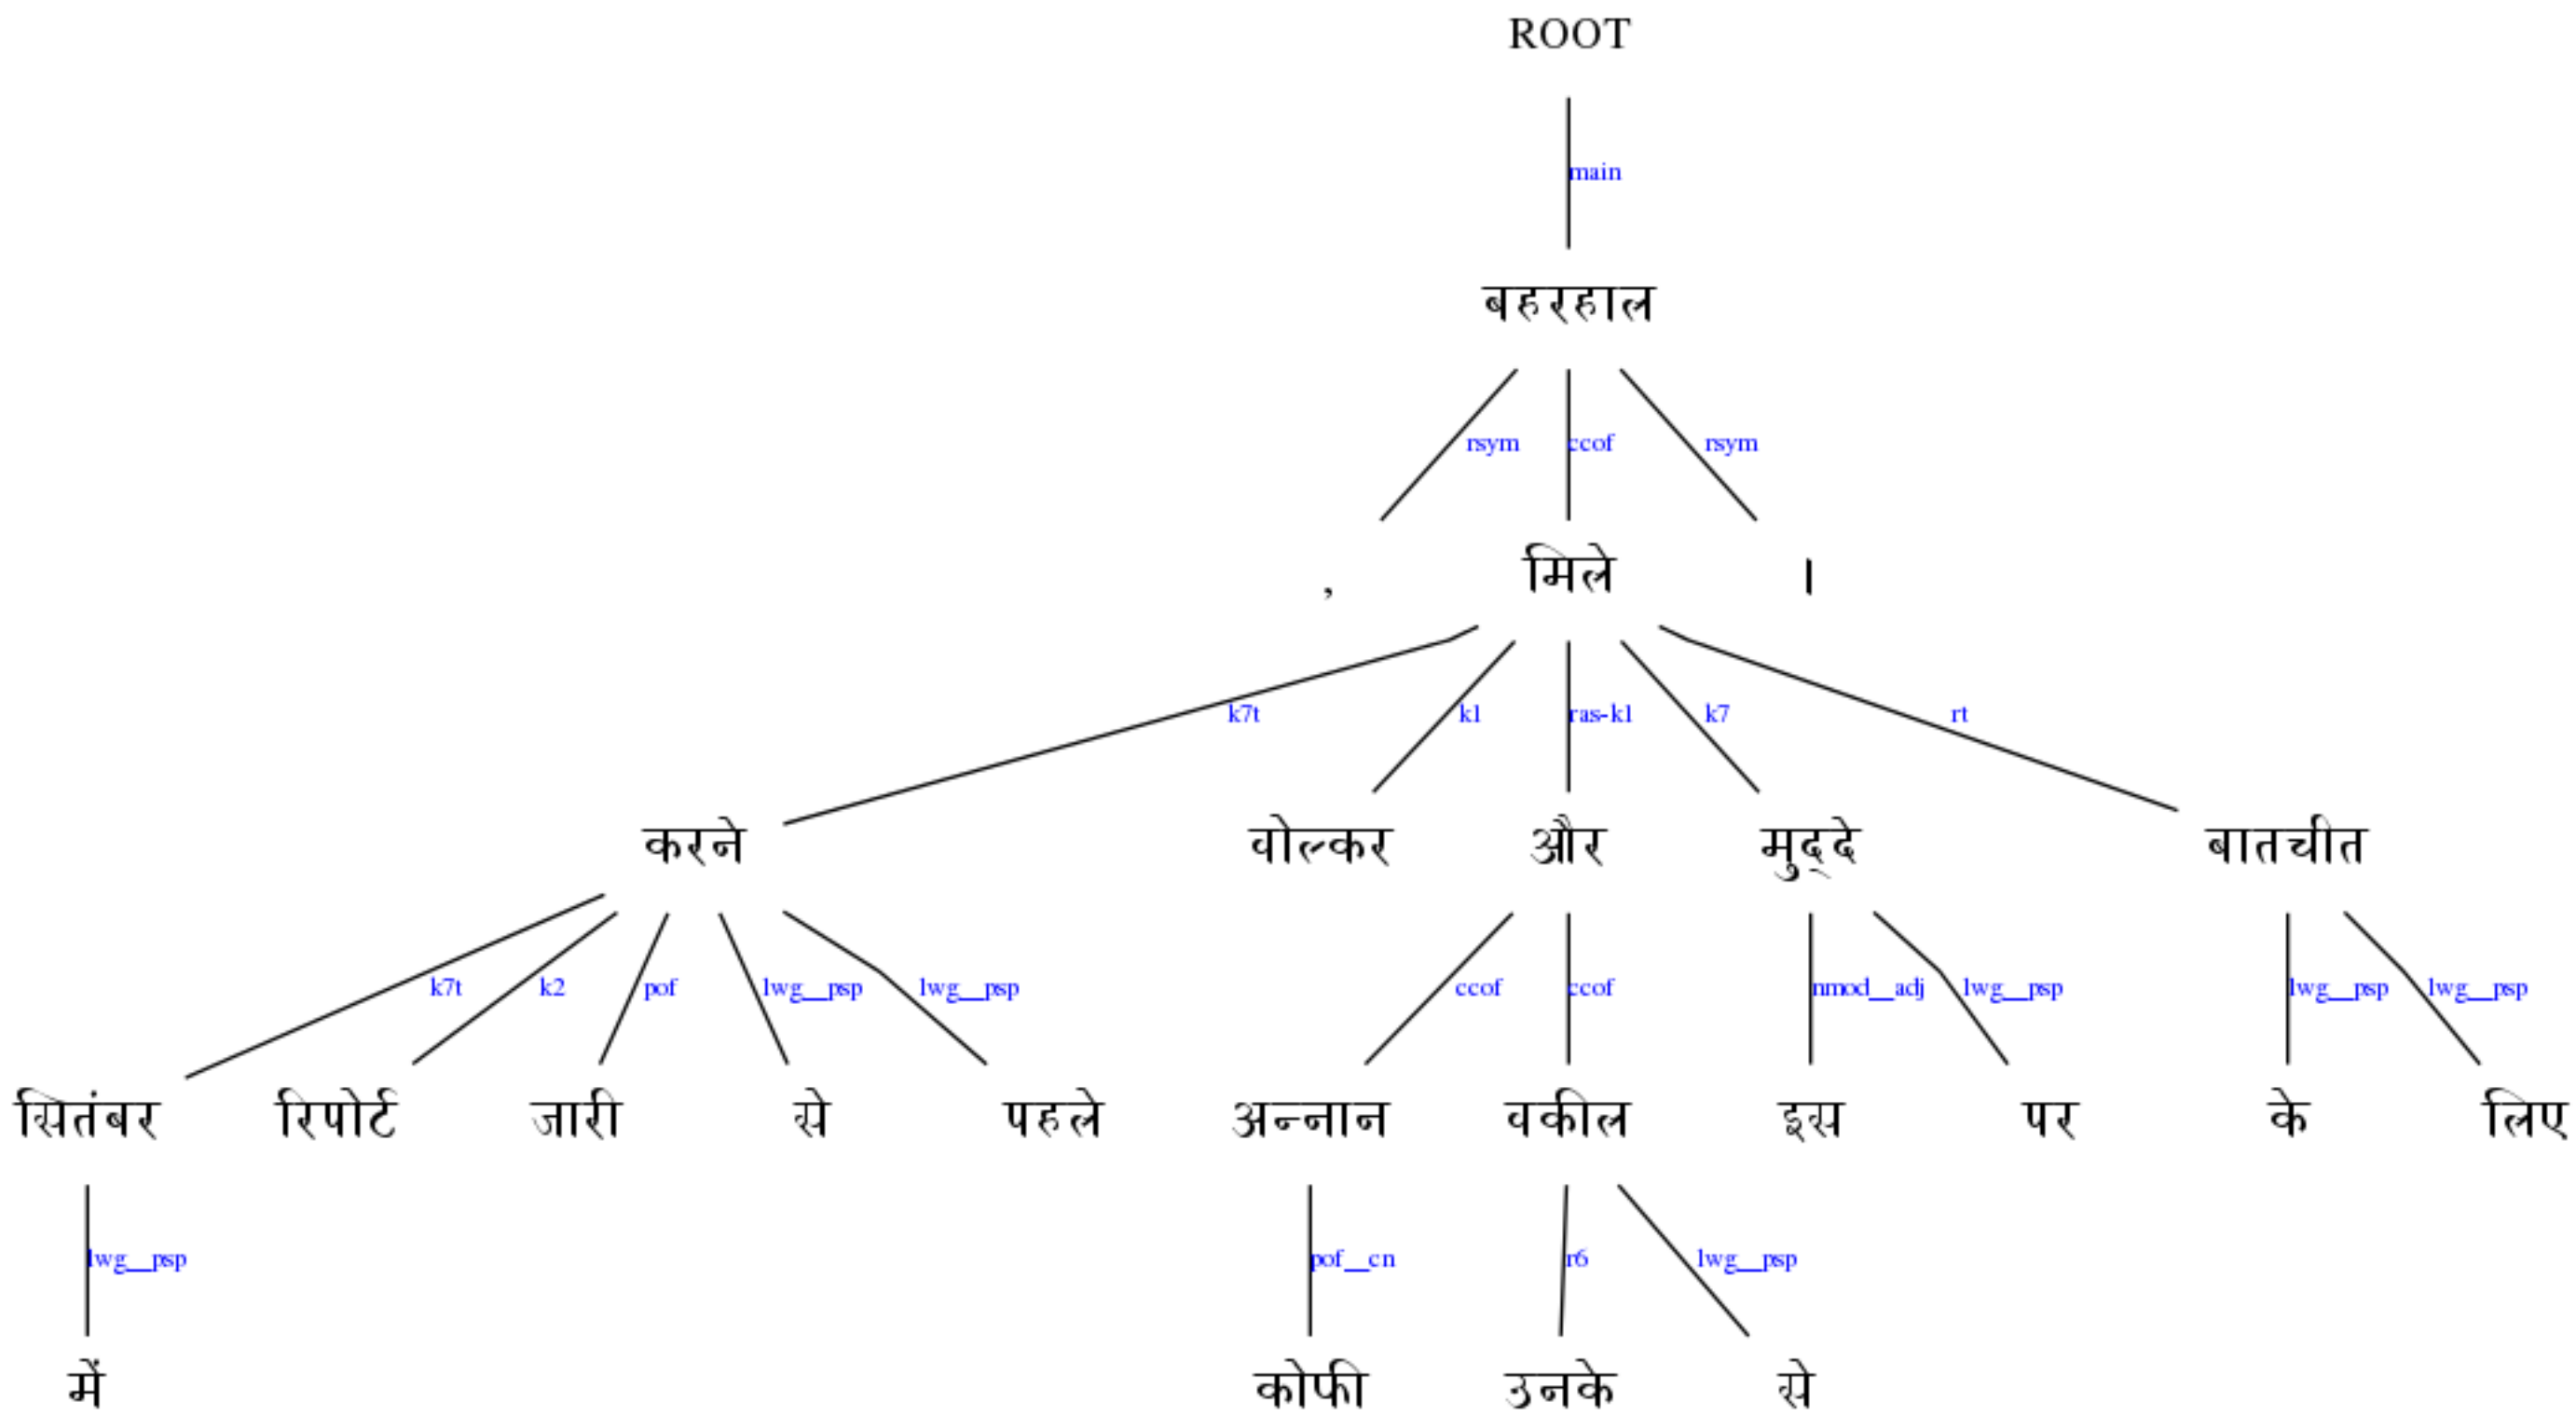 ROOT
main
बहरहाल
rsym ccof rsym
, मिले ।
k7t k1 ras-k1 k7 rt
करने वोल्कर और मुद्दे बातचीत
k7t k2 pof lwg__psp lwg__psp ccof ccof nmod__adj lwg__psp lwg__psp lwg__psp
सितंबर रिपोर्ट जारी से पहले अन्नान वकील इस पर के लिए
lwg__psp pof__cn r6 lwg__psp
में कोफी उनके से